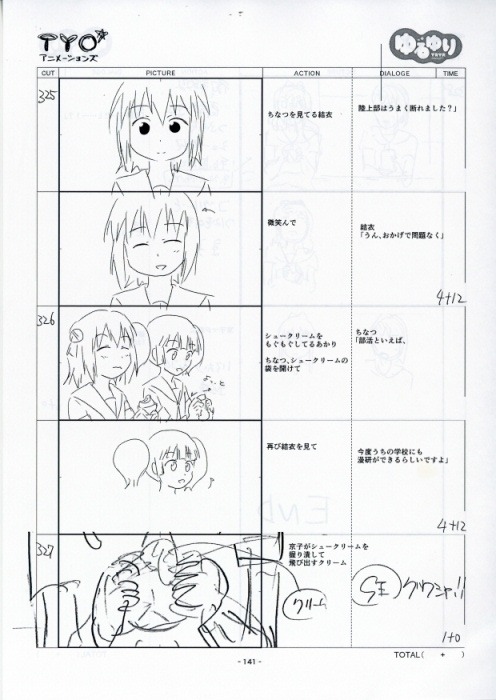 - 141 -
TYO
アニメーションズ
ゆるゆり
CUT PICTURE ACTION DIALOGE TIME
325
ちなつを見てる結衣
陸上部はうまく断れました？」
微笑んで
結衣
「うん、おかげで問題なく」
4+12
326
シュークリームを
もぐもぐしてるあかり
ちなつ、シュークリームの
袋を開けて
ちなつ
「部活といえば、
再び結衣を見て
今度うちの学校にも
漫研ができるらしいですよ」
4+12
327
京子がシュークリームを
握り潰して
飛び出すクリーム
クリーム
SE グワシャ!!
1+0
TOTAL( + )
- 141 -